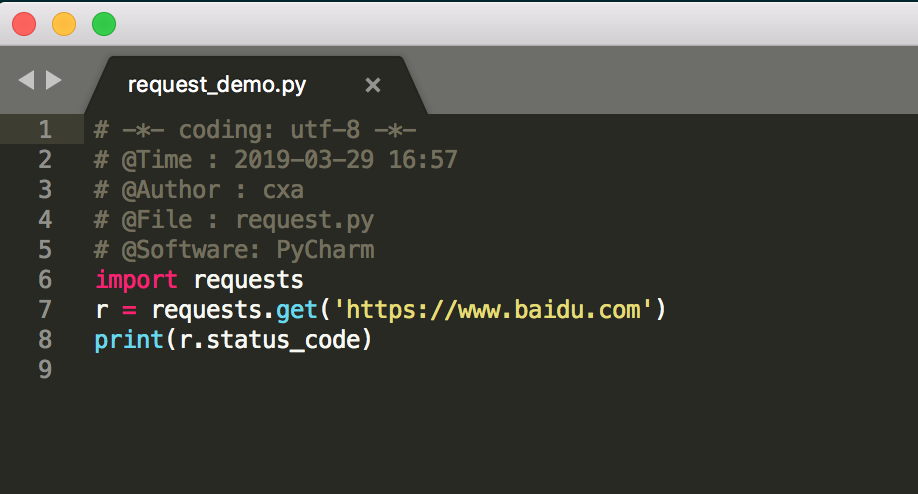 request_demo.py ×
1 # -*- coding: utf-8 -*-
2 # @Time : 2019-03-29 16:57
3 # @Author : cxa
4 # @File : request.py
5 # @Software: PyCharm
6 import requests
7 r = requests.get('https://www.baidu.com')
8 print(r.status_code)
9